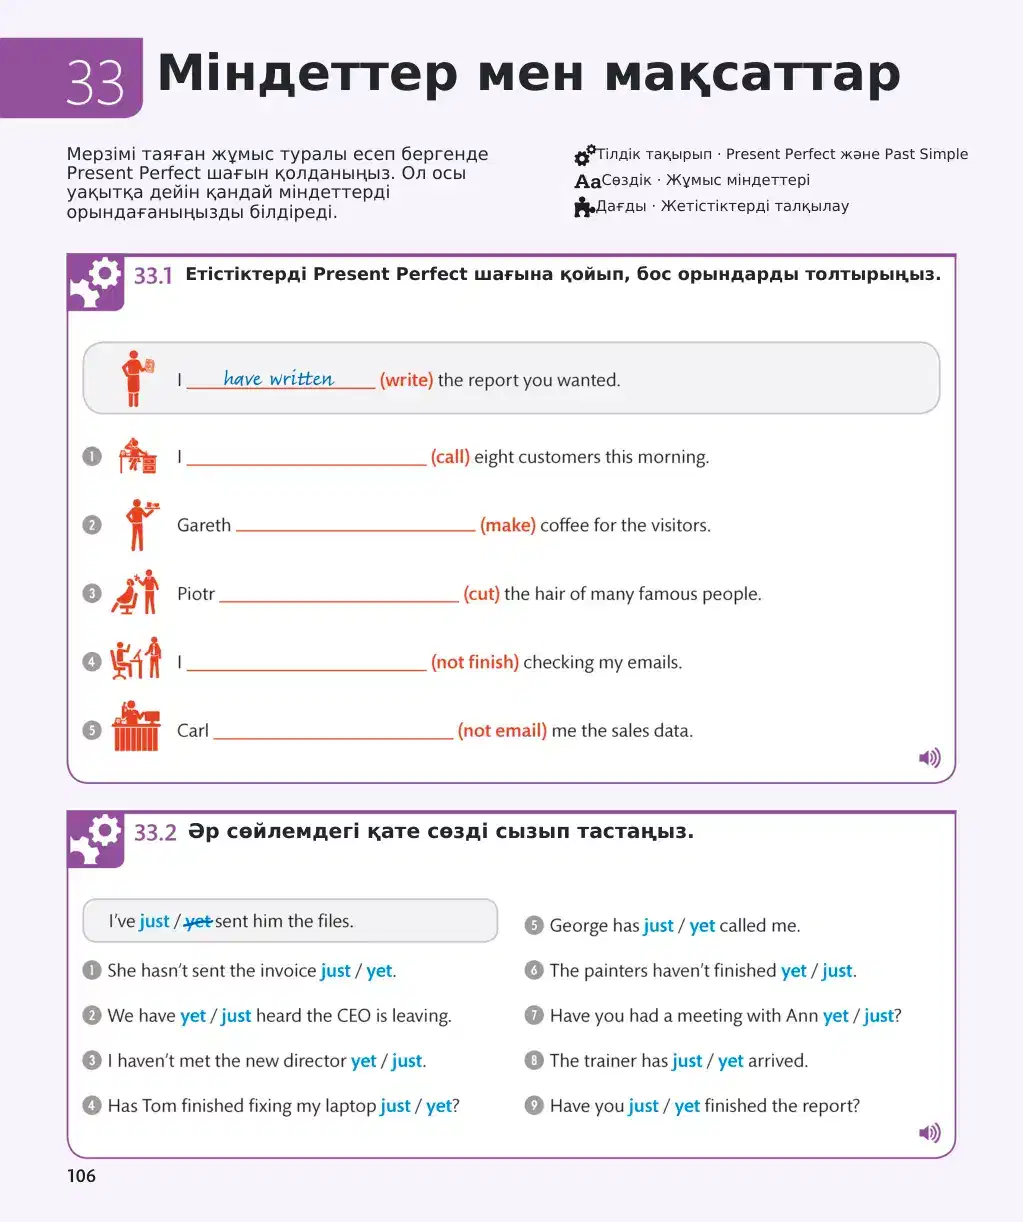 33
Міндеттер мен мақсаттар
Мерзімі таяған жұмыс туралы есеп бергенде
Present Perfect шағын қолданыңыз. Ол осы
уақытқа дейін қандай міндеттерді
орындағаныңызды білдіреді.
Тілдік тақырып · Present Perfect және Past Simple
Aa Сөздік · Жұмыс міндеттері
Дағды · Жетістіктерді талқылау
33.1 Етістіктерді Present Perfect шағына қойып, бос орындарды толтырыңыз.
I have written (write) the report you wanted.
1 I ______ (call) eight customers this morning.
2 Gareth ______ (make) coffee for the visitors.
3 Piotr ______ (cut) the hair of many famous people.
4 I ______ (not finish) checking my emails.
5 Carl ______ (not email) me the sales data.
33.2 Әр сөйлемдегі қате сөзді сызып тастаңыз.
I've just / yet sent him the files.
1 She hasn't sent the invoice just / yet.
2 We have yet / just heard the CEO is leaving.
3 I haven't met the new director yet / just.
4 Has Tom finished fixing my laptop just / yet?
5 George has just / yet called me.
6 The painters haven't finished yet / just.
7 Have you had a meeting with Ann yet / just?
8 The trainer has just / yet arrived.
9 Have you just / yet finished the report?
106